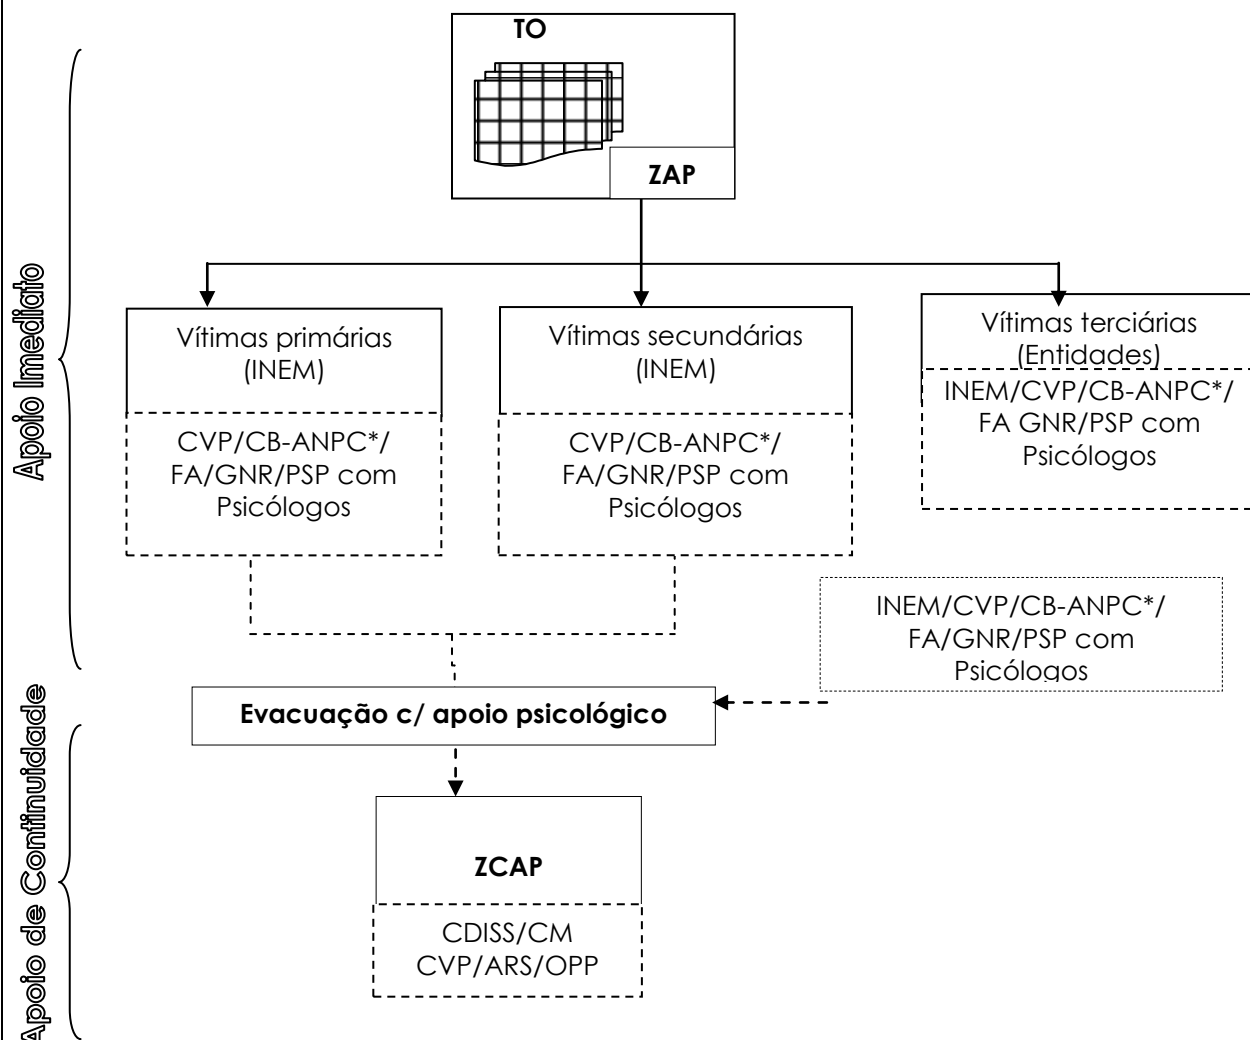 TO
ZAP
Apoio Imediato
Vítimas primárias
(INEM)
CVP/CB-ANPC*/
FA/GNR/PSP com
Psicólogos
Vítimas secundárias
(INEM)
CVP/CB-ANPC*/
FA/GNR/PSP com
Psicólogos
Vítimas terciárias
(Entidades)
INEM/CVP/CB-ANPC*/
FA GNR/PSP com
Psicólogos
INEM/CVP/CB-ANPC*/
FA/GNR/PSP com
Psicólogos
Evacuação c/ apoio psicológico
Apoio de Continuidade
ZCAP
CDISS/CM
CVP/ARS/OPP